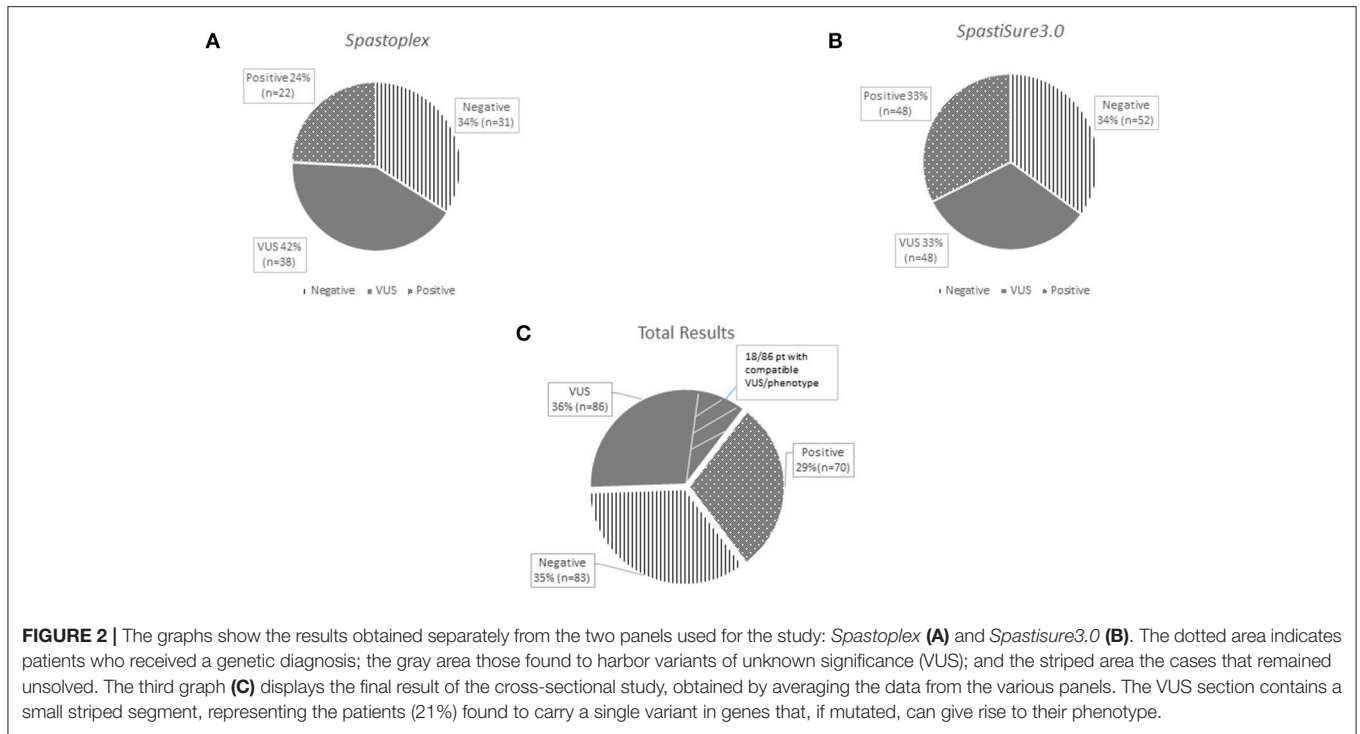 A
Spastoplex
Positive 24%
(n=22)
Negative
34% (n=31)
VUS 42%
(n=38)
Negative VUS Positive
B
SpastiSure3.0
Positive 33%
(n=48)
Negative
34% (n=52)
VUS 33%
(n=48)
Negative VUS Positive
C
Total Results
18/86 pt with
compatible
VUS/phenotype
VUS
36% (n=86)
Positive
29%(n=70)
Negative
35% (n=83)
FIGURE 2 | The graphs show the results obtained separately from the two panels used for the study: Spastoplex (A) and Spastisure3.0 (B). The dotted area indicates
patients who received a genetic diagnosis; the gray area those found to harbor variants of unknown significance (VUS); and the striped area the cases that remained
unsolved. The third graph (C) displays the final result of the cross-sectional study, obtained by averaging the data from the various panels. The VUS section contains a
small striped segment, representing the patients (21%) found to carry a single variant in genes that, if mutated, can give rise to their phenotype.